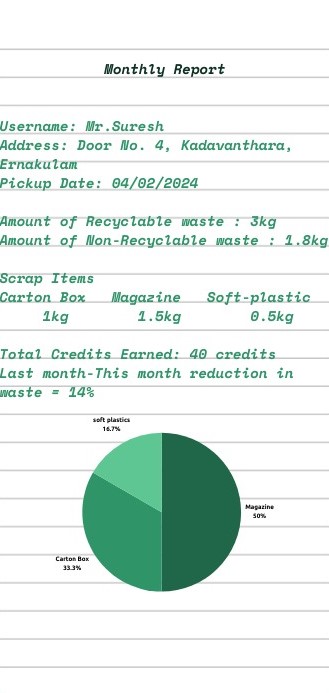 Monthly Report
Username: Mr.Suresh
Address: Door No. 4, Kadavanthara,
Ernakulam
Pickup Date: 04/02/2024
Amount of Recyclable waste : 3kg
Amount of Non-Recyclable waste : 1.8kg
Scrap Items
Carton Box Magazine Soft-plastic
1kg 1.5kg 0.5kg
Total Credits Earned: 40 credits
Last month-This month reduction in
waste = 14%
soft plastics
16.7%
Magazine
50%
Carton Box
33.3%